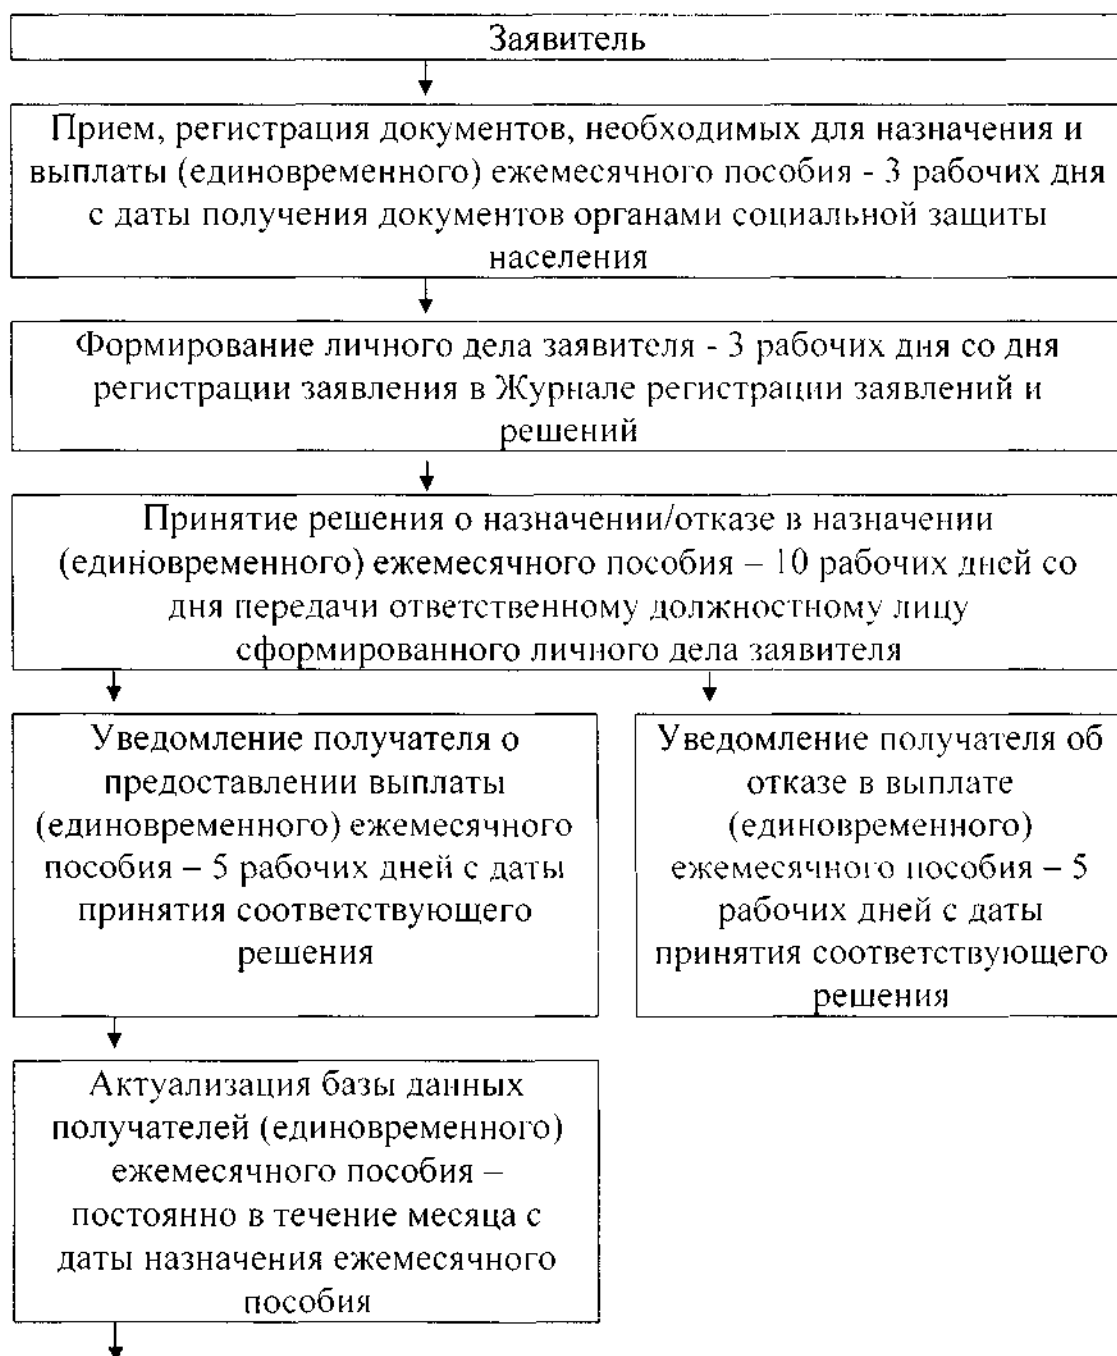 Заявитель
Прием, регистрация документов, необходимых для назначения и
выплаты (единовременного) ежемесячного пособия - 3 рабочих дня
с даты получения документов органами социальной защиты
населения
Формирование личного дела заявителя - 3 рабочих дня со дня
регистрации заявления в Журнале регистрации заявлений и
решений
Принятие решения о назначении/отказе в назначении
(единовременного) ежемесячного пособия – 10 рабочих дней со
дня передачи ответственному должностному лицу
сформированного личного дела заявителя
Уведомление получателя о
предоставлении выплаты
(единовременного) ежемесячного
пособия – 5 рабочих дней с даты
принятия соответствующего
решения
Уведомление получателя об
отказе в выплате
(единовременного)
ежемесячного пособия – 5
рабочих дней с даты
принятия соответствующего
решения
Актуализация базы данных
получателей (единовременного)
ежемесячного пособия –
постоянно в течение месяца с
даты назначения ежемесячного
пособия